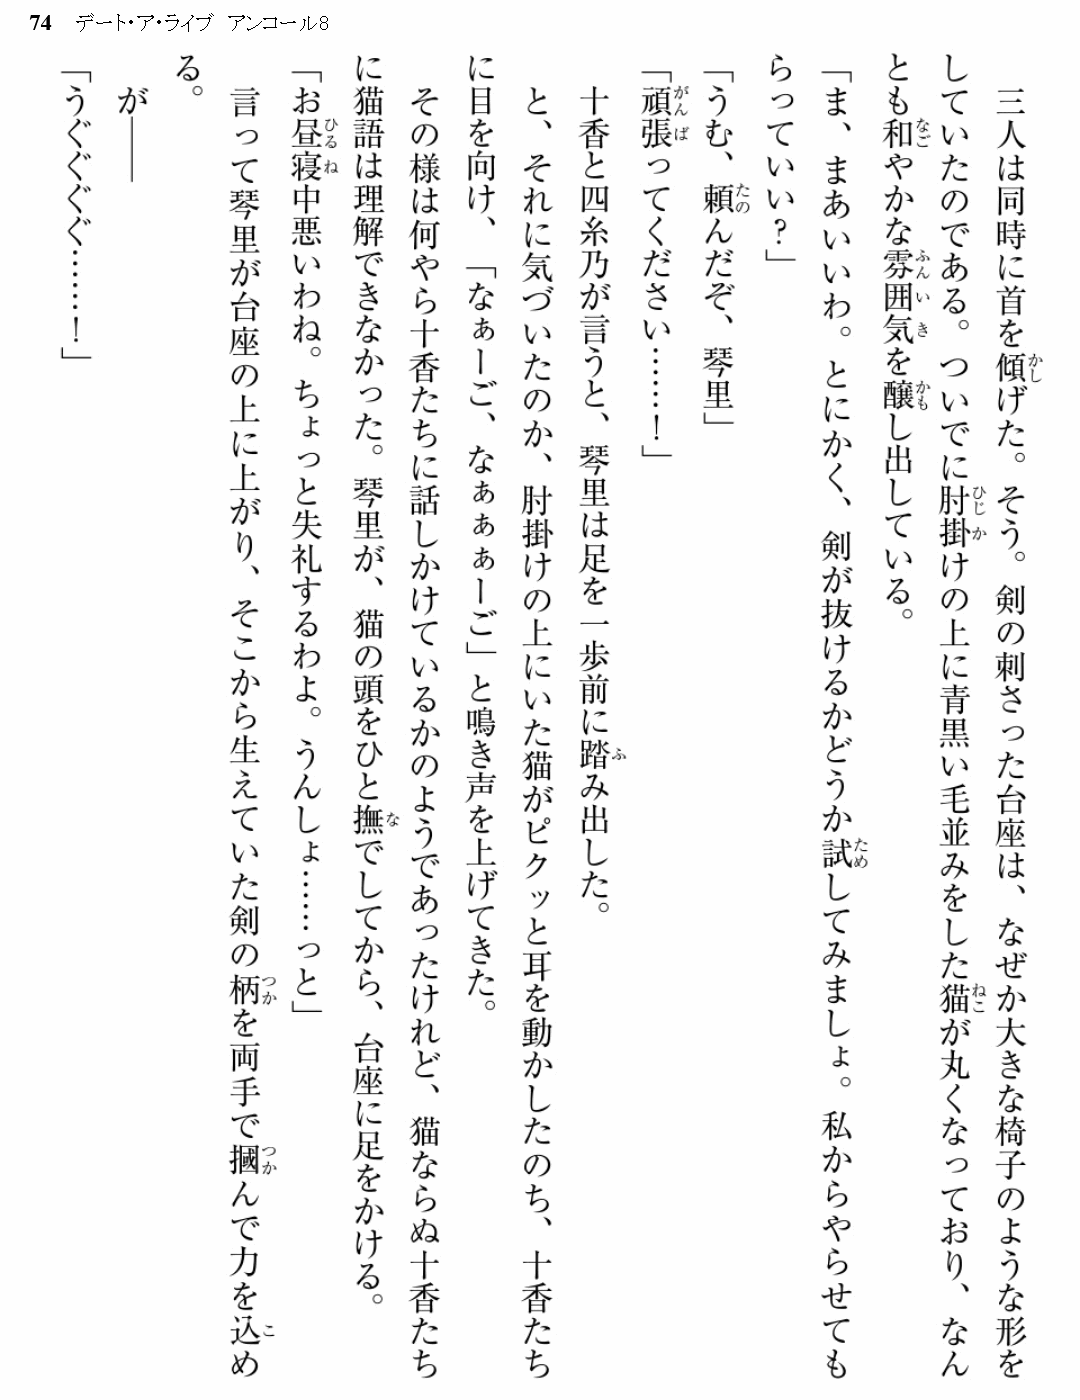 74 デート・ア・ライブ アンコール8
三人は同時に首を傾げた。そう。剣の刺さった台座は、なぜか大きな椅子のような形を
していたのである。ついでに肘掛けの上に青黒い毛並みをした猫が丸くなっており、なん
とも和やかな雰囲気を醸し出している。
「ま、まあいいわ。とにかく、剣が抜けるかどうか試してみましょ。私からやらせても
らっていい?」
「うむ、頼んだぞ、琴里」
「頑張ってください……!」
十香と四糸乃が言うと、琴里は足を一歩前に踏み出した。
と、それに気づいたのか、肘掛けの上にいた猫がピクッと耳を動かしたのち、十香たち
に目を向け、「なぁーご、なぁぁぁーご」と鳴き声を上げてきた。
その様は何やら十香たちに話しかけているかのようであったけれど、猫ならぬ十香たち
に猫語は理解できなかった。琴里が、猫の頭をひと撫でしてから、台座に足をかける。
「お昼寝中悪いわね。ちょっと失礼するわよ。うんしょ……っと」
言って琴里が台座の上に上がり、そこから生えていた剣の柄を両手で摑んで力を込め
る。
が――
「うぐぐぐぐ……!」